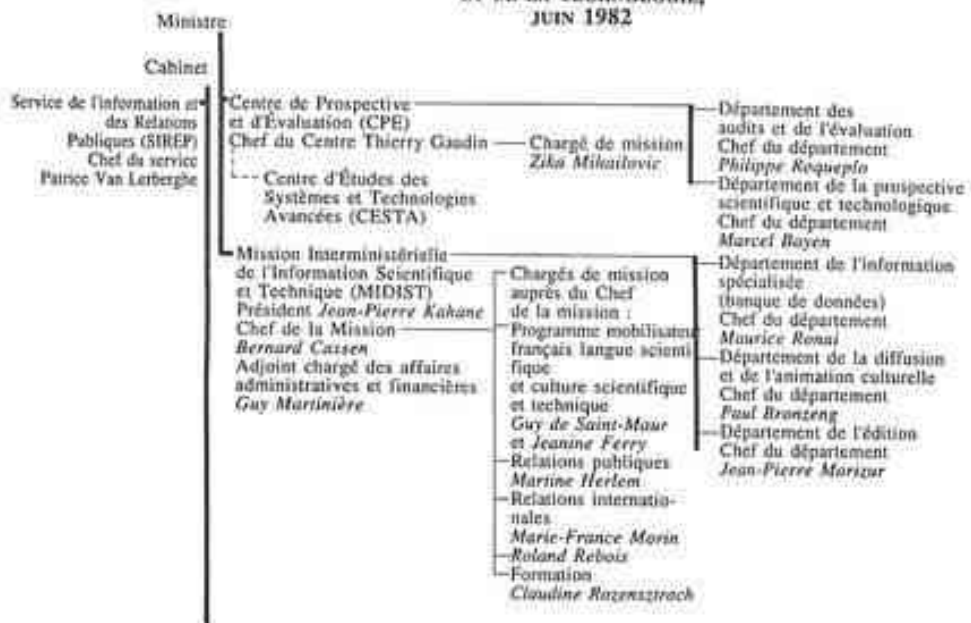 JUIN 1982
Ministre
Cabinet
Service de l'information et
des Relations
Publiques (SIREP)
Chef du service
Patrice Van Lerberghe
Centre de Prospective
et d'Évaluation (CPE)
Chef du Centre Thierry Gaudin
Chargé de mission
Zika Mihailovic
Centre d'Études des
Systèmes et Technologies
Avancées (CESTA)
Département des
audits et de l'évaluation
Chef du département
Philippe Roqueplo
Département de la prospective
scientifique et technologique
Chef du département
Marcel Bayen
Mission Interministérielle
de l'Information Scientifique
et Technique (MIDIST)
Président Jean-Pierre Kahane
Chef de la Mission
Bernard Cassen
Adjoint chargé des affaires
administratives et financières
Guy Martinière
Chargés de mission
auprès du Chef
de la mission :
Programme mobilisateur
français langue scienti
fique
et culture scientifique
et technique
Guy de Saint-Maur
et Jeanine Ferry
Relations publiques
Martine Herlem
Relations internatio-
nales
Marie-France Morin
Roland Rebois
Formation
Claudine Rozensztrach
Département de l'information
spécialisée
(banque de données)
Chef du département
Maurice Ronai
Département de la diffusion
et de l'animation culturelle
Chef du département
Paul Bronzeng
Département de l'édition
Chef du département
Jean-Pierre Marizur